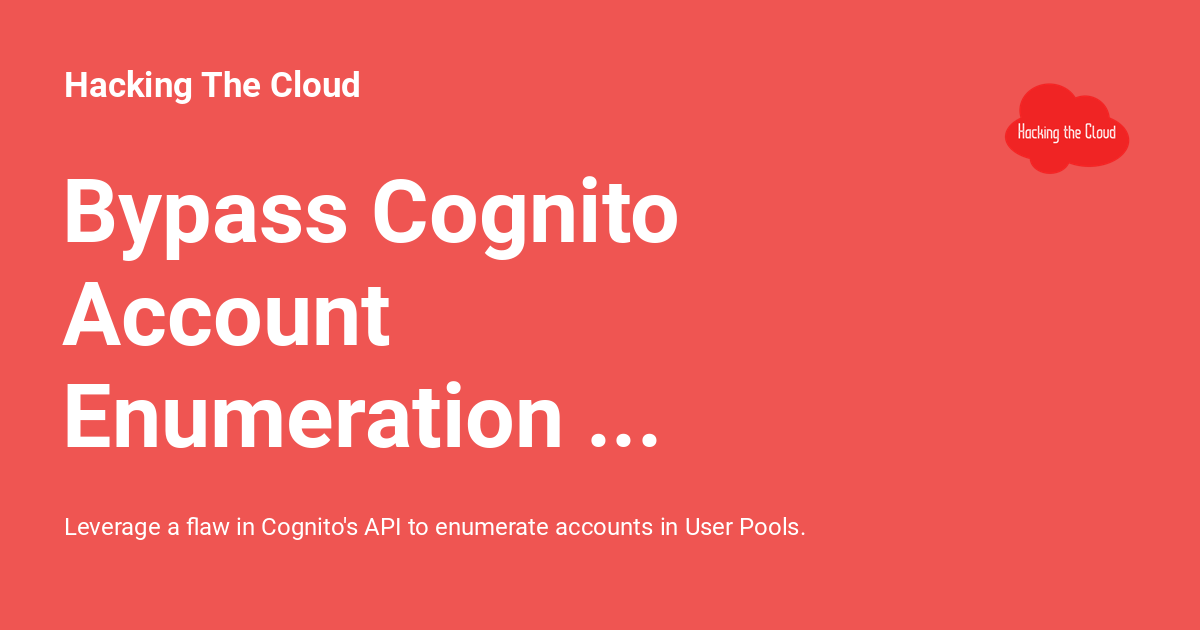 Hacking The Cloud
Hacking the Cloud
Bypass Cognito
Account
Enumeration ...
Leverage a flaw in Cognito's API to enumerate accounts in User Pools.